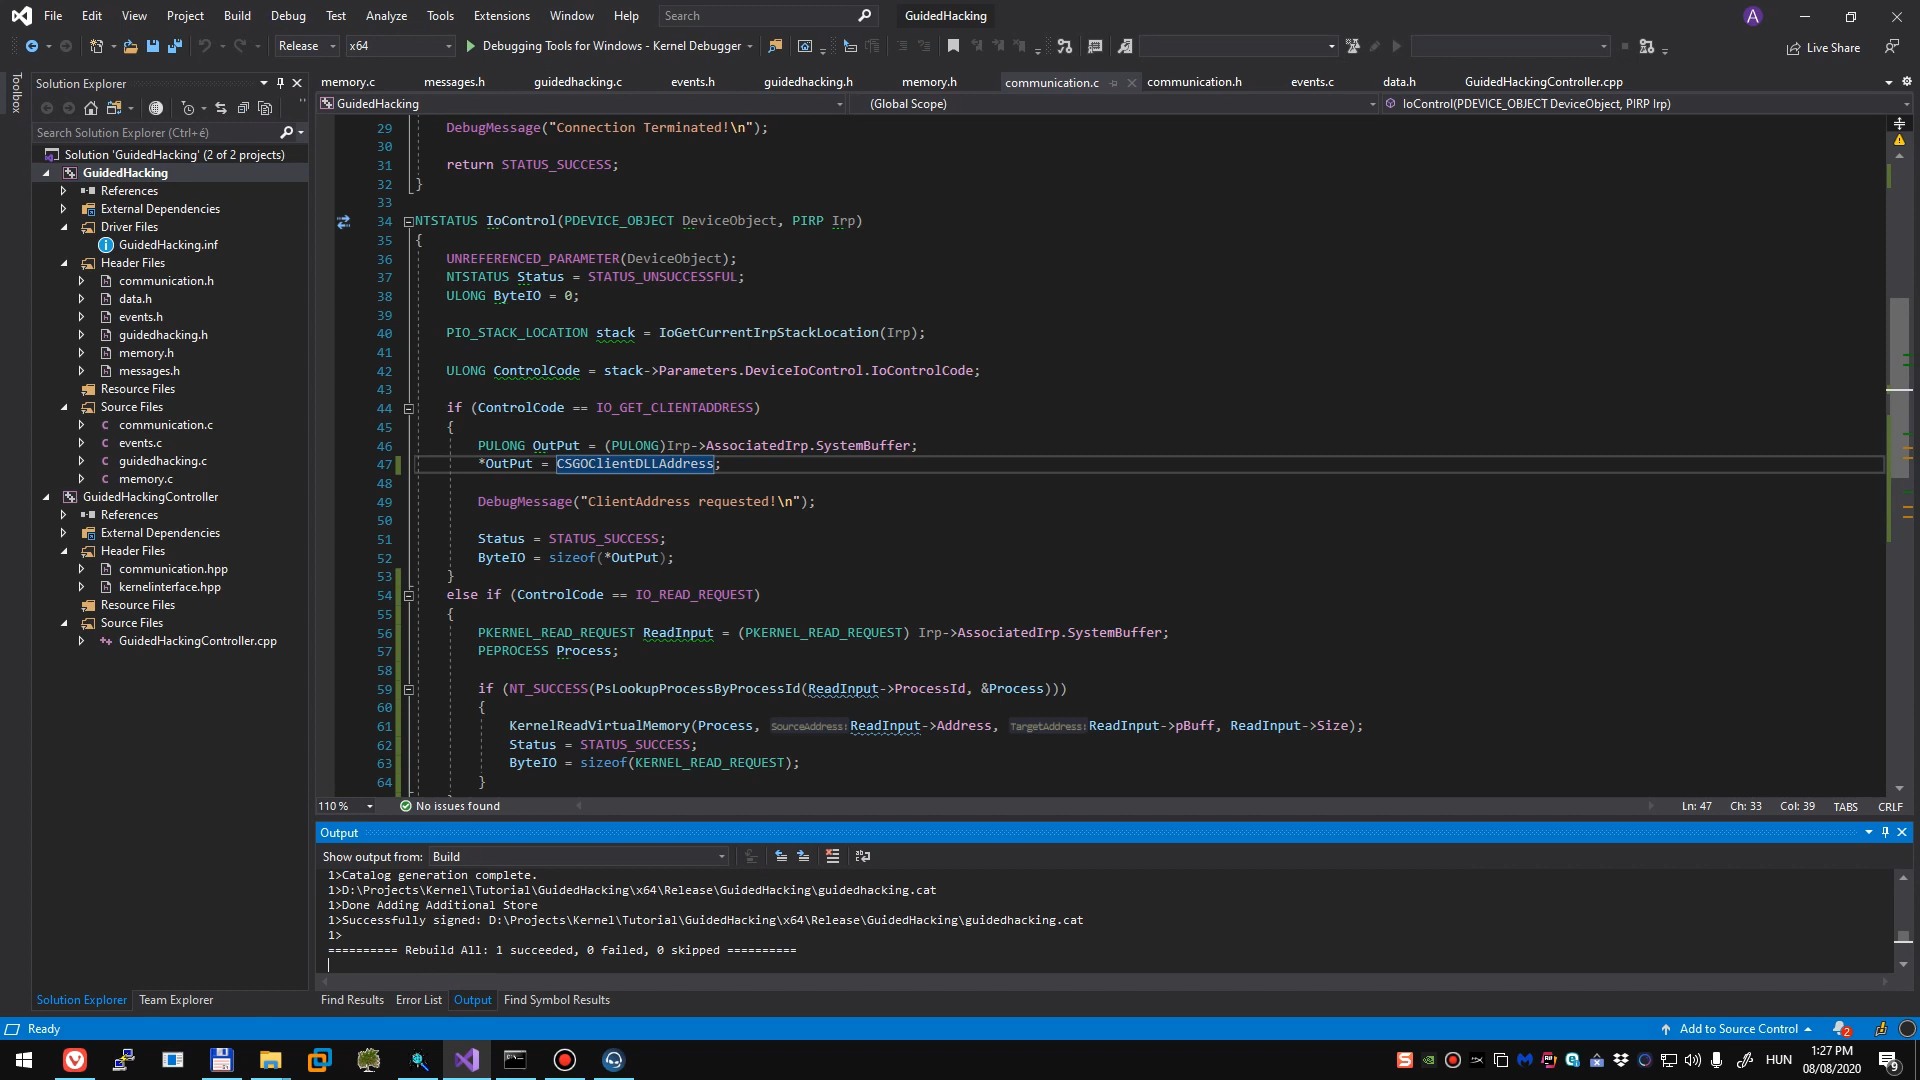 File Edit View Project Build Debug Test Analyze Tools Extensions Window Help Search GuidedHacking A
Release x64 Debugging Tools for Windows - Kernel Debugger Live Share
Toolbox
Solution Explorer
Search Solution Explorer (Ctrl+é)
Solution 'GuidedHacking' (2 of 2 projects)
GuidedHacking
References
External Dependencies
Driver Files
GuidedHacking.inf
Header Files
communication.h
data.h
events.h
guidedhacking.h
memory.h
messages.h
Resource Files
Source Files
communication.c
events.c
guidedhacking.c
memory.c
GuidedHackingController
References
External Dependencies
Header Files
communication.hpp
kernelinterface.hpp
Resource Files
Source Files
GuidedHackingController.cpp
Solution Explorer Team Explorer
memory.c messages.h guidedhacking.c events.h guidedhacking.h memory.h communication.c communication.h events.c data.h GuidedHackingController.cpp
GuidedHacking (Global Scope) IoControl(PDEVICE_OBJECT DeviceObject, PIRP Irp)
29 DebugMessage("Connection Terminated!\n");
30
31 return STATUS_SUCCESS;
32 }
33
34 NTSTATUS IoControl(PDEVICE_OBJECT DeviceObject, PIRP Irp)
35 {
36 UNREFERENCED_PARAMETER(DeviceObject);
37 NTSTATUS Status = STATUS_UNSUCCESSFUL;
38 ULONG ByteIO = 0;
39
40 PIO_STACK_LOCATION stack = IoGetCurrentIrpStackLocation(Irp);
41
42 ULONG ControlCode = stack->Parameters.DeviceIoControl.IoControlCode;
43
44 if (ControlCode == IO_GET_CLIENTADDRESS)
45 {
46 PULONG OutPut = (PULONG)Irp->AssociatedIrp.SystemBuffer;
47 *OutPut = CSGOClientDLLAddress;
48
49 DebugMessage("ClientAddress requested!\n");
50
51 Status = STATUS_SUCCESS;
52 ByteIO = sizeof(*OutPut);
53 }
54 else if (ControlCode == IO_READ_REQUEST)
55 {
56 PKERNEL_READ_REQUEST ReadInput = (PKERNEL_READ_REQUEST) Irp->AssociatedIrp.SystemBuffer;
57 PEPROCESS Process;
58
59 if (NT_SUCCESS(PsLookupProcessByProcessId(ReadInput->ProcessId, &Process)))
60 {
61 KernelReadVirtualMemory(Process, SourceAddress: ReadInput->Address, TargetAddress: ReadInput->pBuff, ReadInput->Size);
62 Status = STATUS_SUCCESS;
63 ByteIO = sizeof(KERNEL_READ_REQUEST);
64 }
110 % No issues found Ln: 47 Ch: 33 Col: 39 TABS CRLF
Output
Show output from: Build
1>Catalog generation complete.
1>D:\Projects\Kernel\Tutorial\GuidedHacking\x64\Release\GuidedHacking\guidedhacking.cat
1>Done Adding Additional Store
1>Successfully signed: D:\Projects\Kernel\Tutorial\GuidedHacking\x64\Release\GuidedHacking\guidedhacking.cat
1>
========== Rebuild All: 1 succeeded, 0 failed, 0 skipped ==========
Find Results Error List Output Find Symbol Results
Ready Add to Source Control 2
HUN 1:27 PM
08/08/2020 9